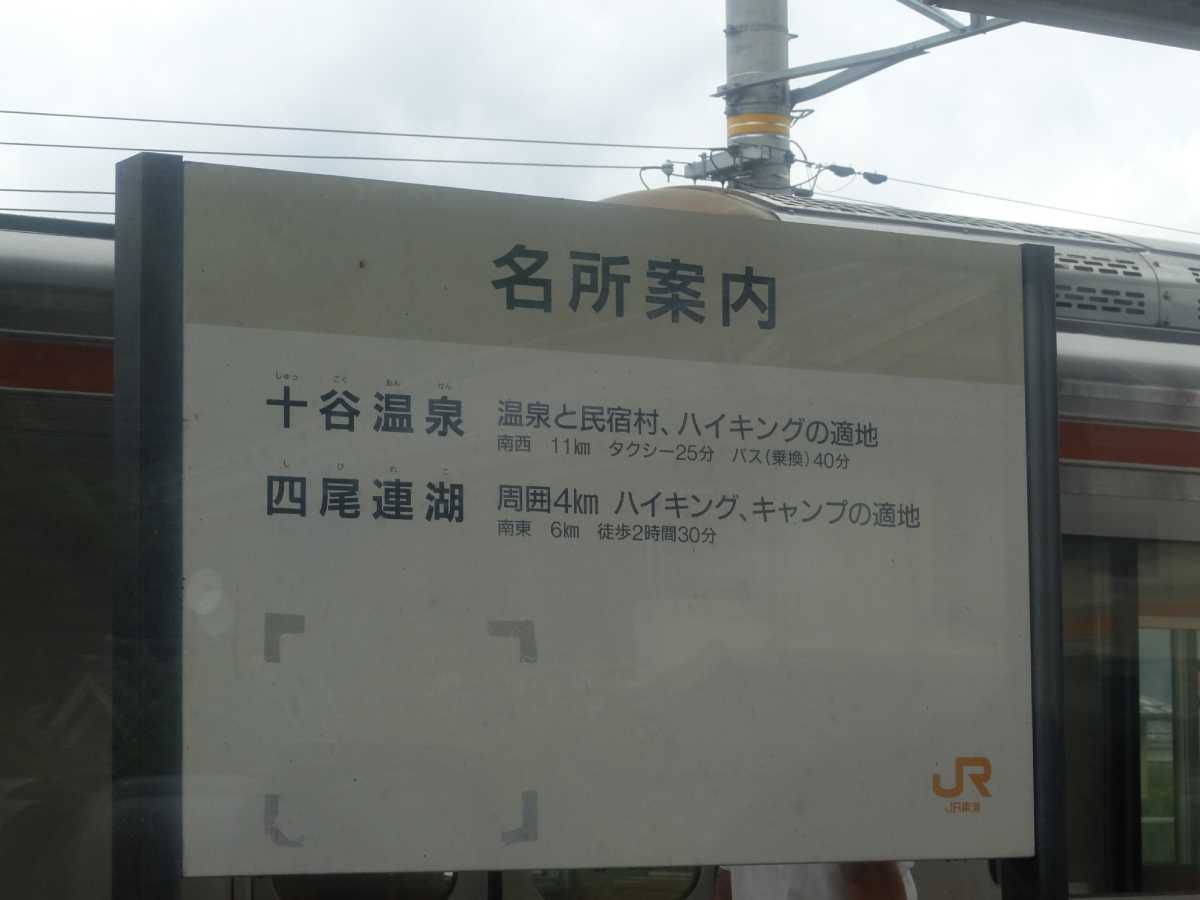 名所案内
じゅっ ごく おん せん
十谷温泉 温泉と民宿村、ハイキングの適地
南西 11km タクシー25分 バス(乗換)40分
し び れ こ
四尾連湖 周囲4km ハイキング、キャンプの適地
南東 6km 徒歩2時間30分
JR
JR東海